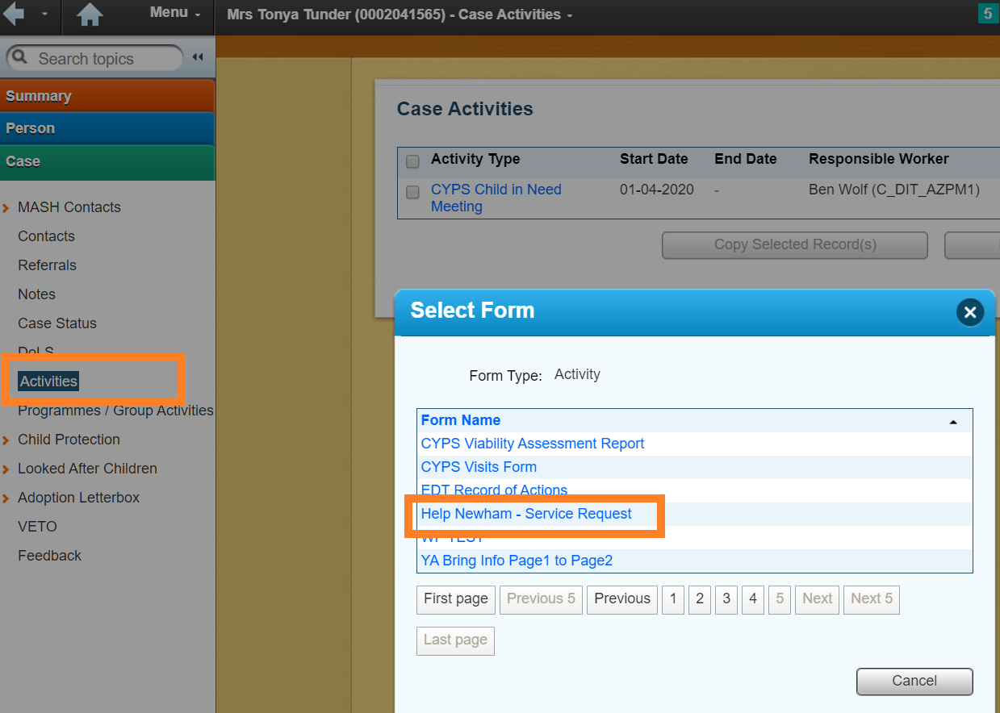 Menu
Mrs Tonya Tunder (0002041565) - Case Activities
5
Search topics
Summary
Person
Case
MASH Contacts
Contacts
Referrals
Notes
Case Status
DoLS
Activities
Programmes / Group Activities
Child Protection
Looked After Children
Adoption Letterbox
VETO
Feedback
Case Activities
Activity Type Start Date End Date Responsible Worker
CYPS Child in Need 01-04-2020 - Ben Wolf (C_DIT_AZPM1)
Meeting
Copy Selected Record(s)
Select Form
Form Type: Activity
Form Name
CYPS Viability Assessment Report
CYPS Visits Form
EDT Record of Actions
Help Newham - Service Request
WP TEST
YA Bring Info Page1 to Page2
First page Previous 5 Previous 1 2 3 4 5 Next Next 5
Last page
Cancel